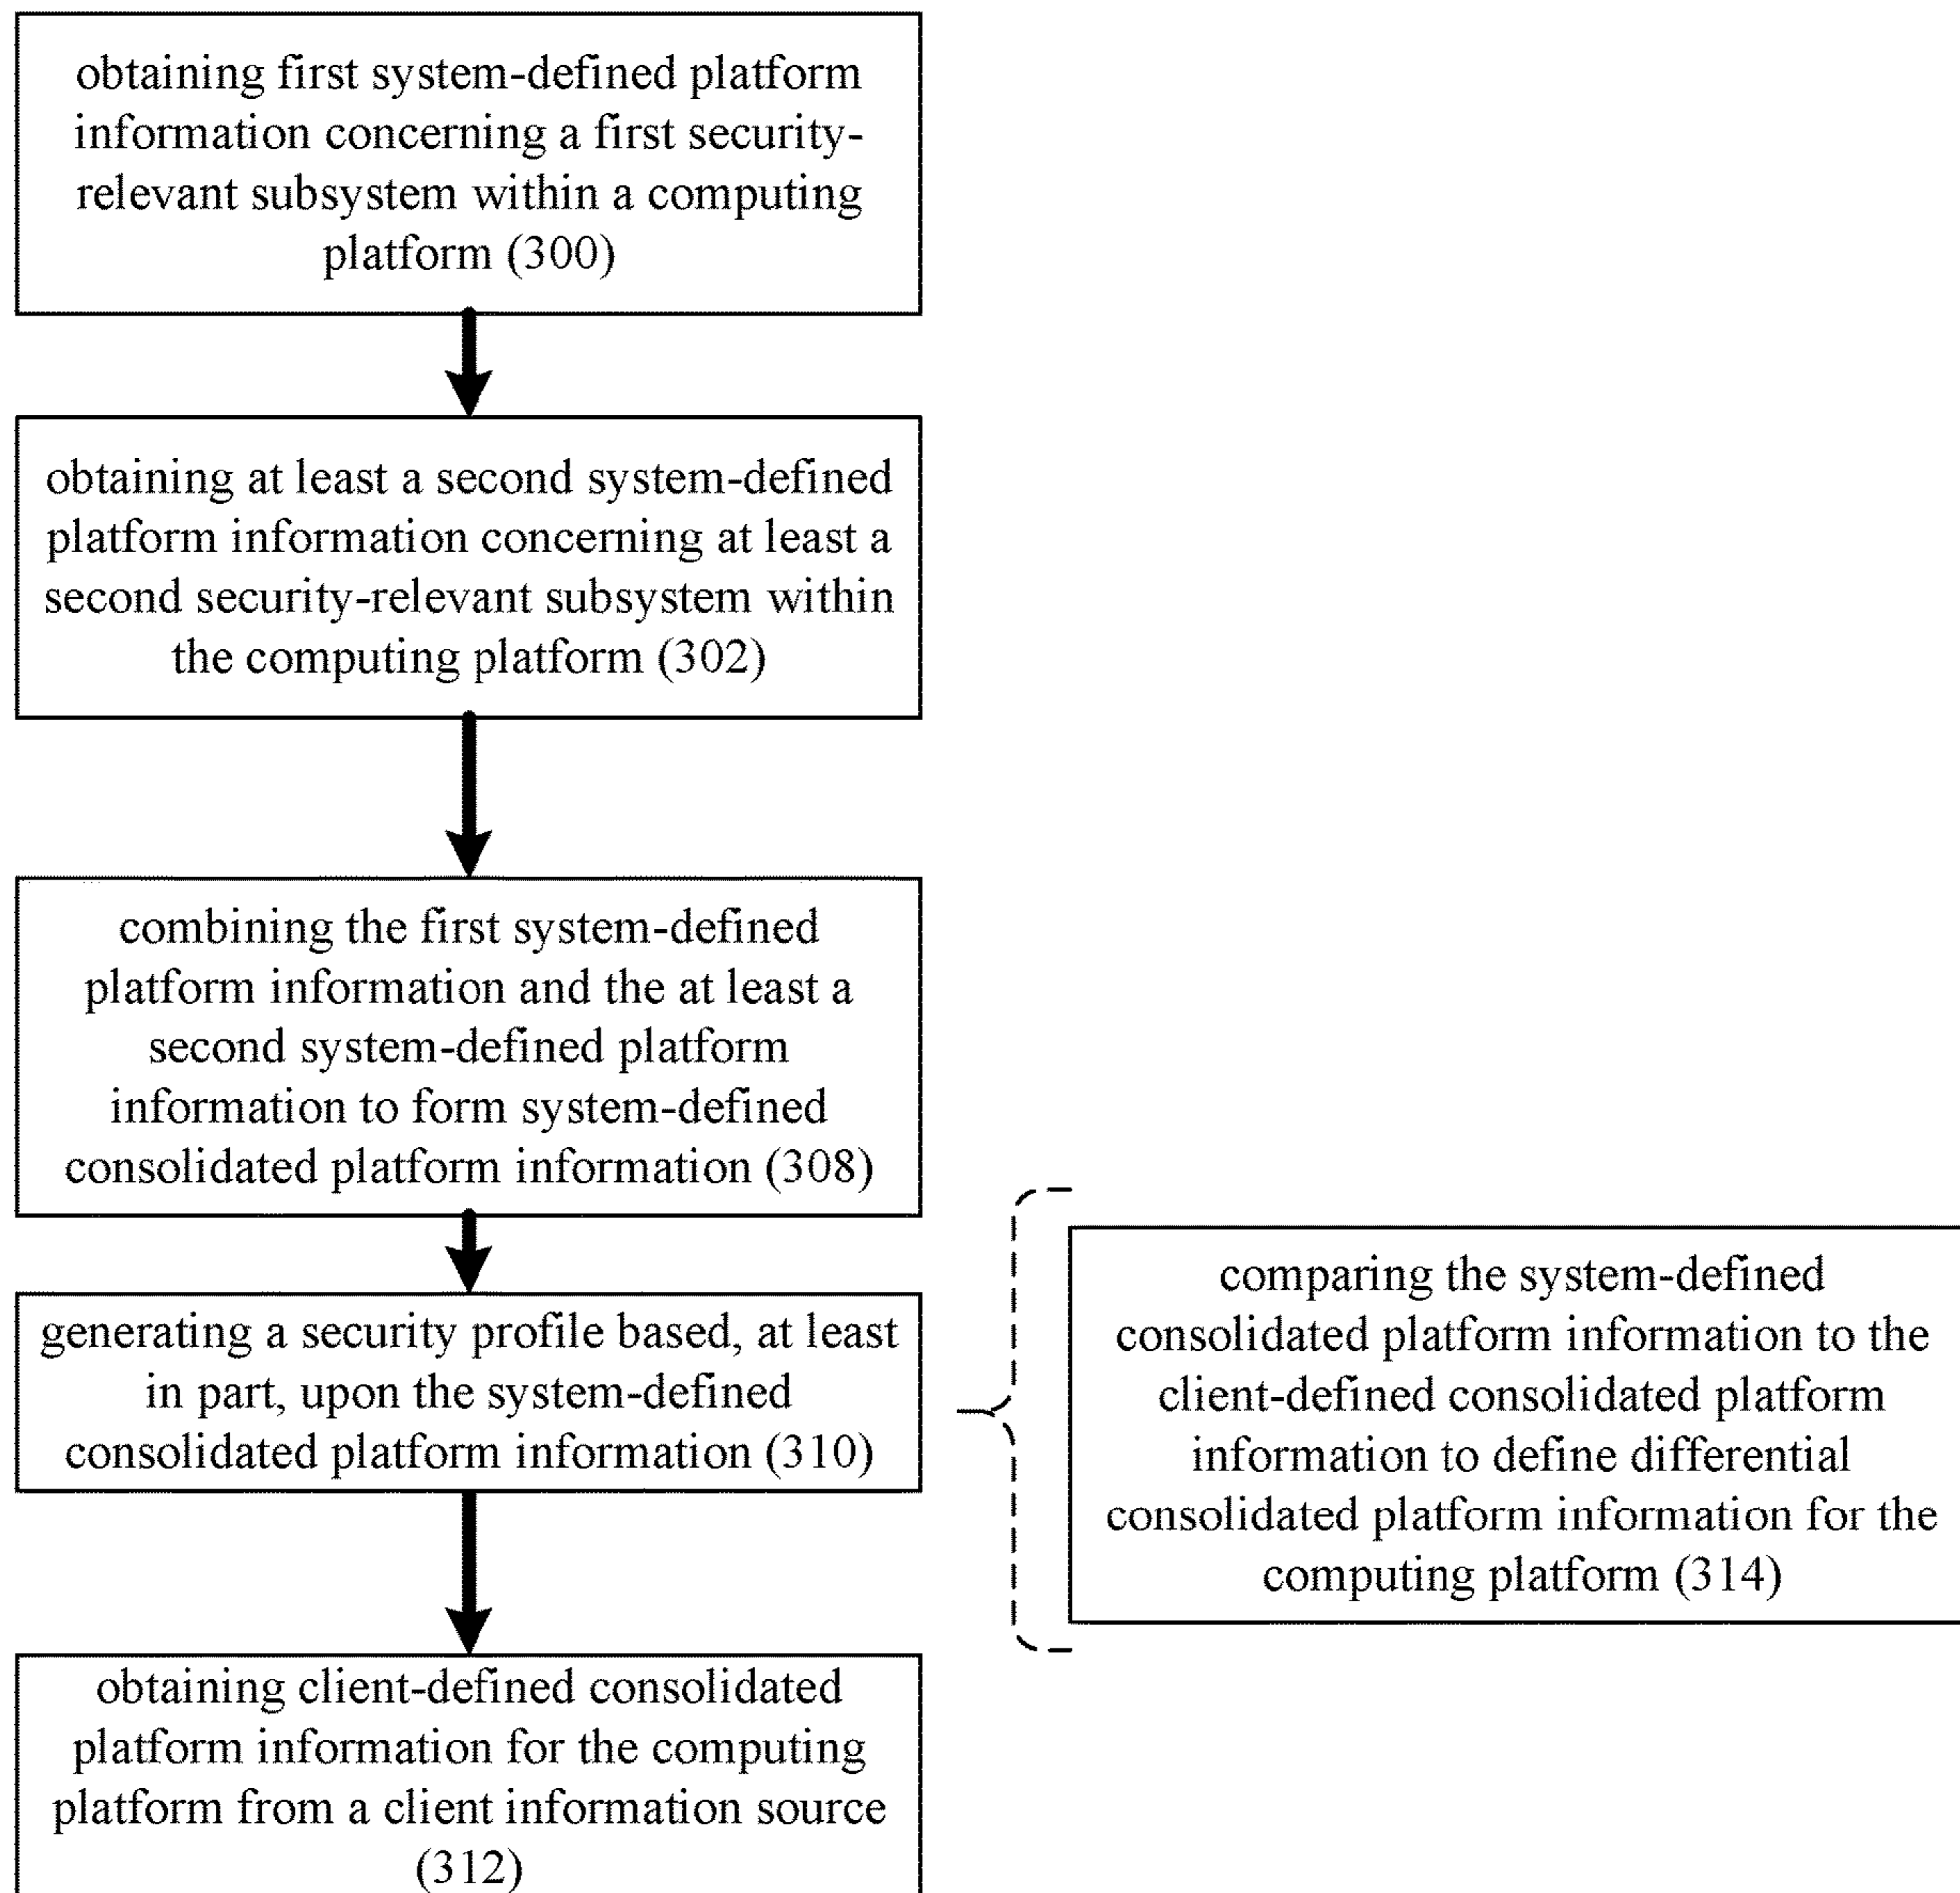 obtaining first system-defined platform
information concerning a first security-
relevant subsystem within a computing
platform (300)
obtaining at least a second system-defined
platform information concerning at least a
second security-relevant subsystem within
the computing platform (302)
combining the first system-defined
platform information and the at least a
second system-defined platform
information to form system-defined
consolidated platform information (308)
generating a security profile based, at least
in part, upon the system-defined
consolidated platform information (310)
comparing the system-defined
consolidated platform information to the
client-defined consolidated platform
information to define differential
consolidated platform information for the
computing platform (314)
obtaining client-defined consolidated
platform information for the computing
platform from a client information source
(312)